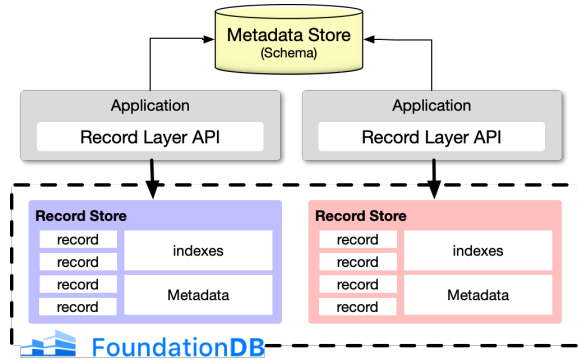 Metadata Store
(Schema)
Application
Record Layer API
Application
Record Layer API
Record Store
record
record
record
record
indexes
Metadata
Record Store
record
record
record
record
indexes
Metadata
FoundationDB